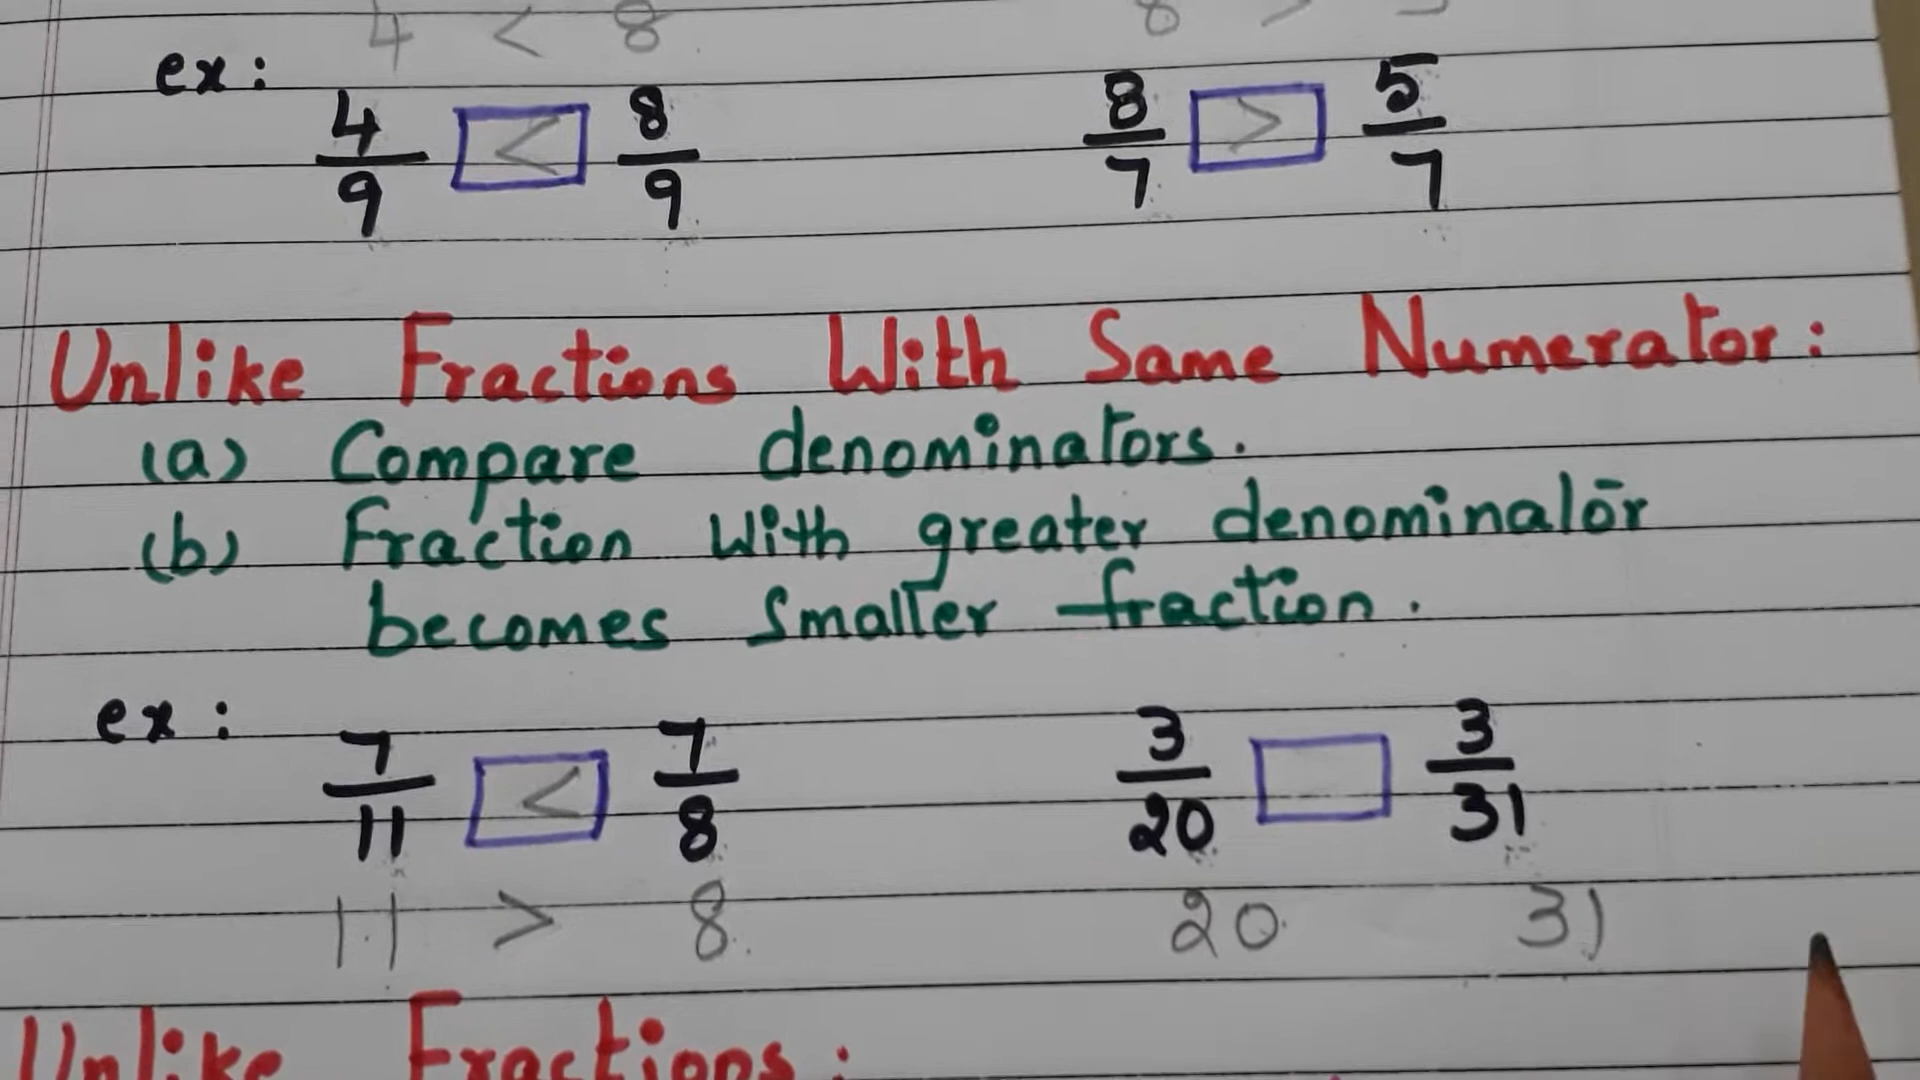 4 < 8 8 >
ex: 4/9 < 8/9 8/7 > 5/7
Unlike Fractions With Same Numerator:
(a) Compare denominators.
(b) Fraction With greater denominator
becomes Smaller fraction.
ex: 7/11 < 7/8 3/20 3/31
11 > 8 20 31
Unlike Fractions: